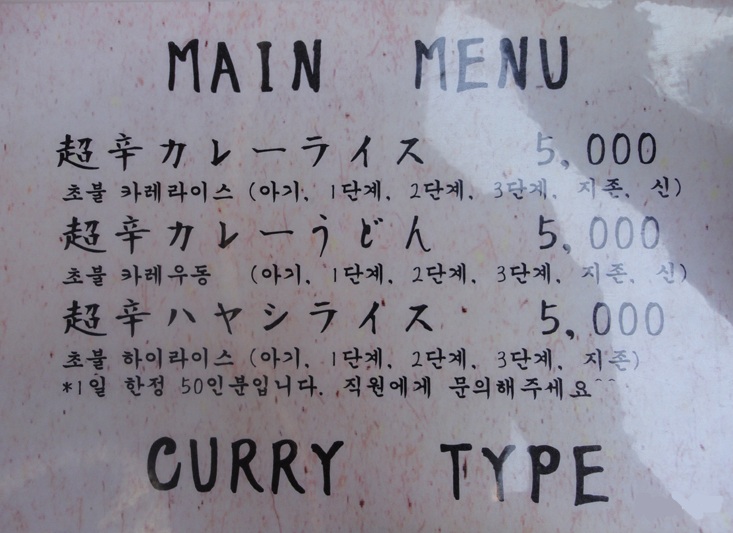 MAIN MENU
超辛カレーライス 5,000
초불 카레라이스 (아기, 1단계, 2단계, 3단계, 지존, 신)
超辛カレーうどん 5,000
초불 카레우동 (아기, 1단계, 2단계, 3단계, 지존, 신)
超辛ハヤシライス 5,000
초불 하이라이스 (아기, 1단계, 2단계, 3단계, 지존)
*1일 한정 50인분입니다. 직원에게 문의해주세요^^
CURRY TYPE